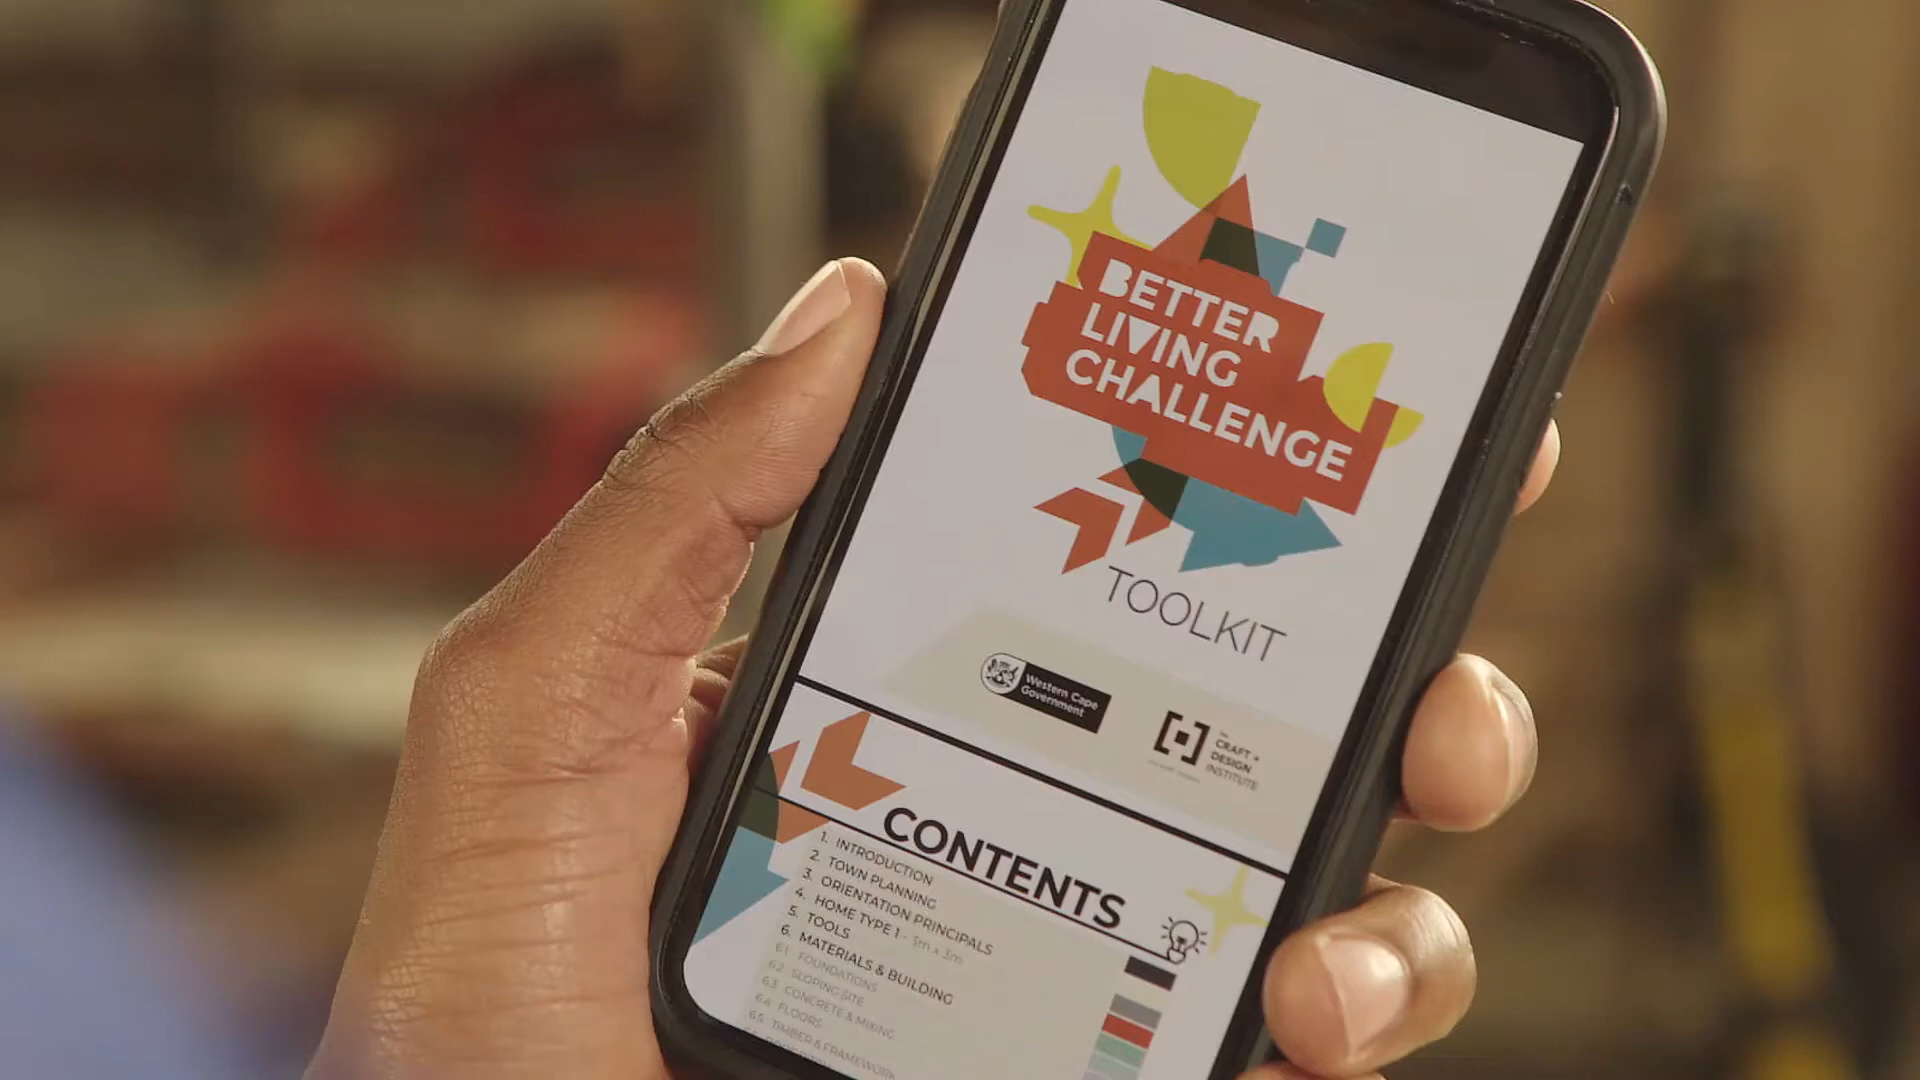 BETTER
LIVING
CHALLENGE
TOOLKIT
Western Cape
Government
The
CRAFT +
DESIGN
INSTITUTE
CONTENTS
1. INTRODUCTION
2. TOWN PLANNING
3. ORIENTATION PRINCIPALS
4. HOME TYPE 1 - 3m x 3m
5. TOOLS
6. MATERIALS & BUILDING
6.1 FOUNDATIONS
6.2 SLOPING SITE
6.3 CONCRETE & MIXING
6.4 FLOORS
6.5 TIMBER & FRAMEWORK